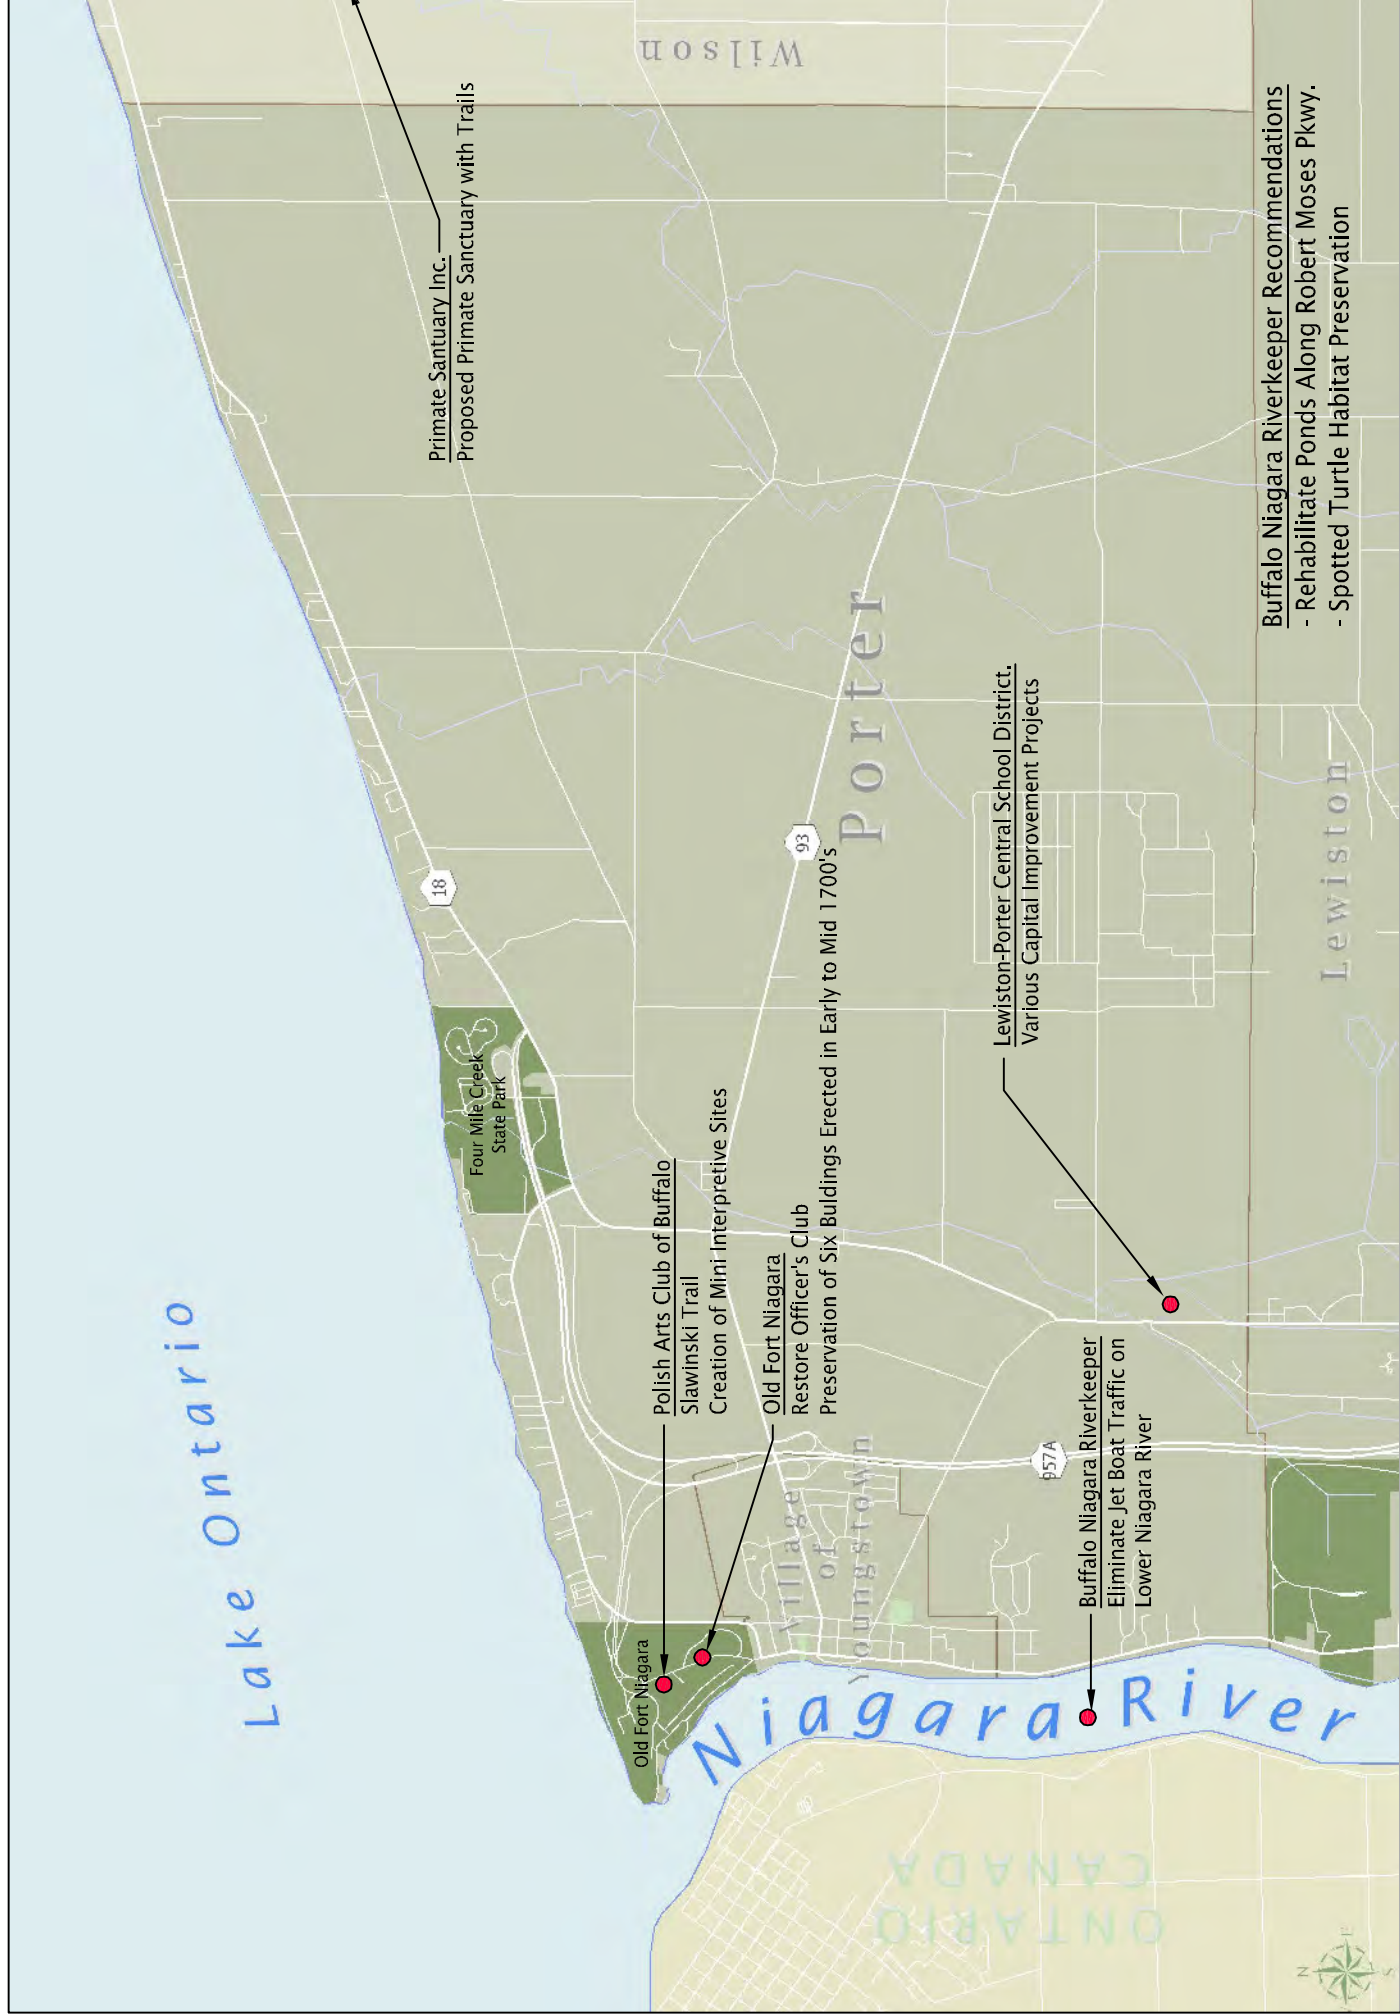 Lake Ontario
Wilson
Primate Santuary Inc.
Proposed Primate Sanctuary with Trails
18
Four Mile Creek
State Park
Polish Arts Club of Buffalo
Slawinski Trail
Creation of Mini Interpretive Sites
Old Fort Niagara
Old Fort Niagara
Restore Officer's Club
Preservation of Six Buldings Erected in Early to Mid 1700's
93
Porter
Village
of
Youngstown
Niagara River
Lewiston-Porter Central School District.
Various Capital Improvement Projects
957A
Buffalo Niagara Riverkeeper
Eliminate Jet Boat Traffic on
Lower Niagara River
Buffalo Niagara Riverkeeper Recommendations
- Rehabilitate Ponds Along Robert Moses Pkwy.
- Spotted Turtle Habitat Preservation
Lewiston
ONTARIO
CANADA
N
E
S